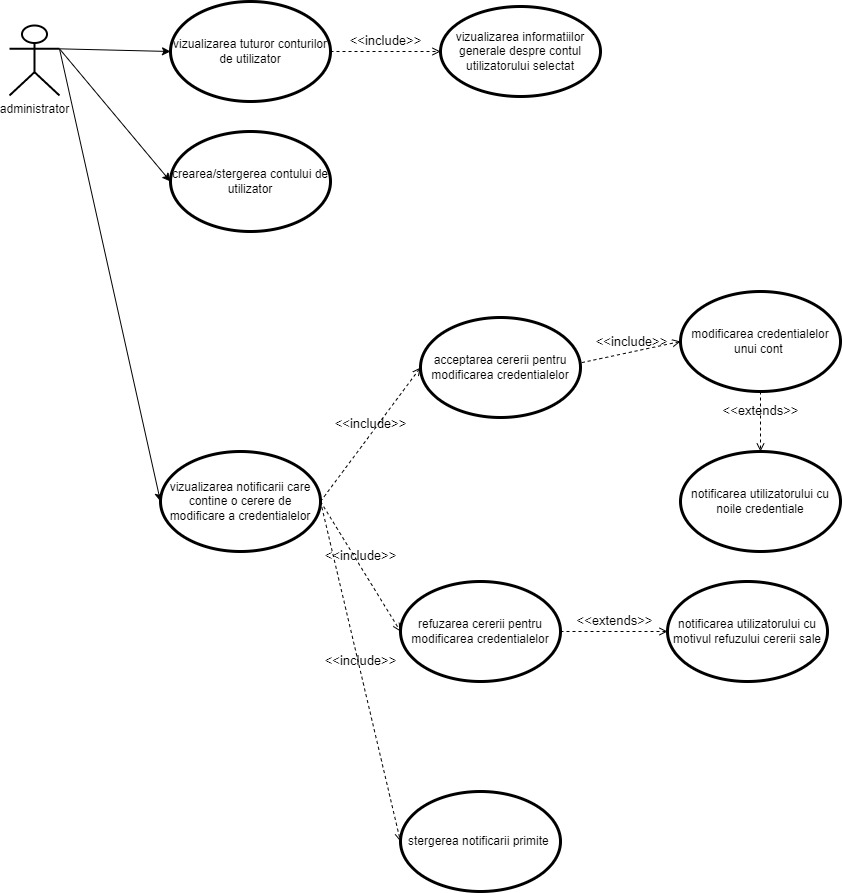 vizualizarea tuturor conturilor
de utilizator
<<include>>
vizualizarea informatiilor
generale despre contul
utilizatorului selectat
administrator
crearea/stergerea contului de
utilizator
modificarea credentialelor
unui cont
<<include>>
acceptarea cererii pentru
modificarea credentialelor
<<extends>>
<<include>>
vizualizarea notificarii care
contine o cerere de
modificare a credentialelor
notificarea utilizatorului cu
noile credentiale
<<include>>
refuzarea cererii pentru
modificarea credentialelor
<<extends>>
notificarea utilizatorului cu
motivul refuzului cererii sale
<<include>>
stergerea notificarii primite